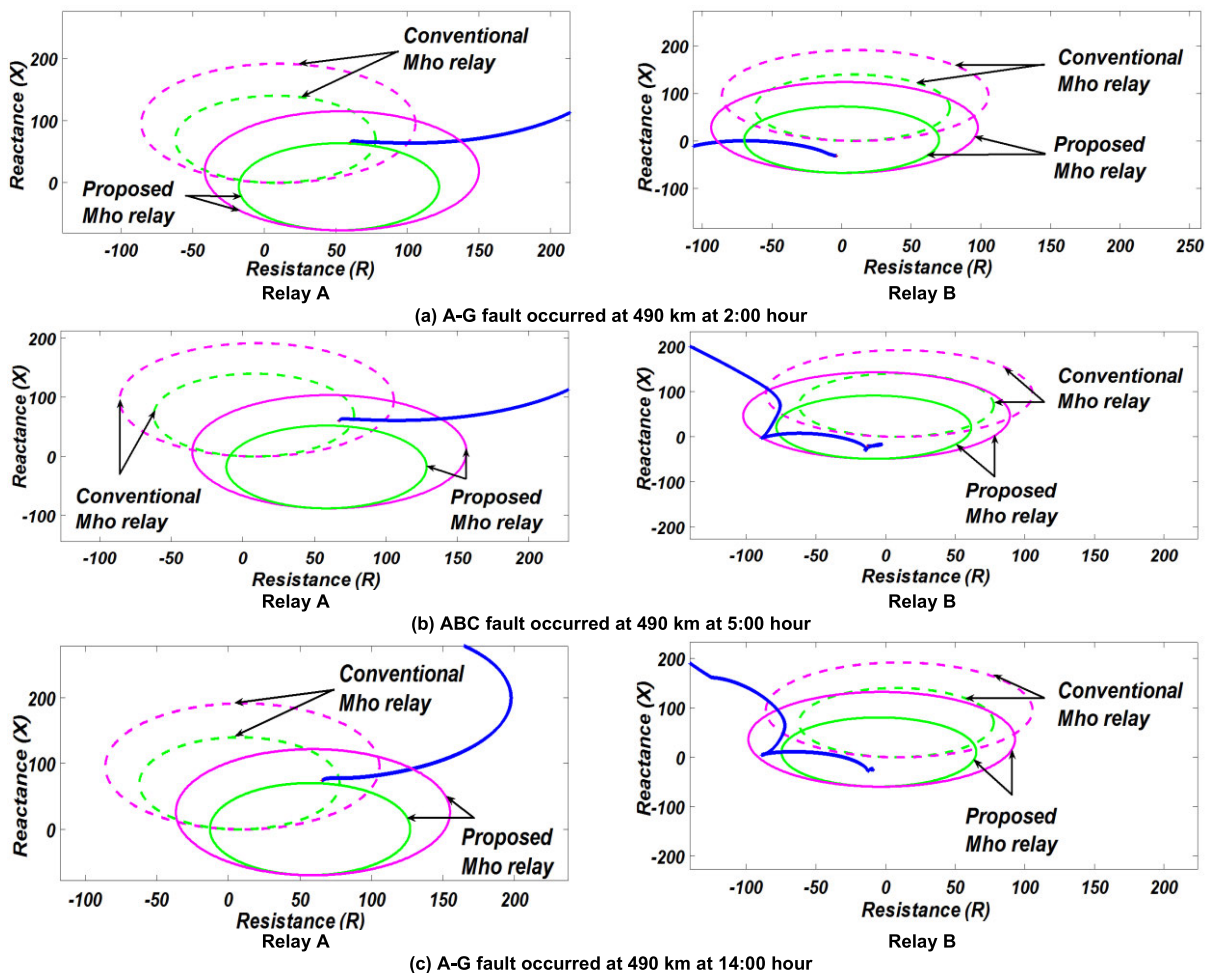 Conventional
Mho relay
Proposed
Mho relay
Reactance (X)
200
100
0
-100
-50
0
50
100
150
200
Resistance (R)
Relay A
Conventional
Mho relay
Proposed
Mho relay
Reactance (X)
200
100
0
-100
-100
-50
0
50
100
150
200
250
Resistance (R)
Relay B
(a) A-G fault occurred at 490 km at 2:00 hour
Conventional
Mho relay
Proposed
Mho relay
Reactance (X)
200
100
0
-100
-100
-50
0
50
100
150
200
Resistance (R)
Relay A
Conventional
Mho relay
Proposed
Mho relay
Reactance (X)
200
100
0
-100
-200
-100
-50
0
50
100
150
200
Resistance (R)
Relay B
(b) ABC fault occurred at 490 km at 5:00 hour
Conventional
Mho relay
Proposed
Mho relay
Reactance (X)
200
100
0
-100
-50
0
50
100
150
200
Resistance (R)
Relay A
Conventional
Mho relay
Proposed
Mho relay
Reactance (X)
200
100
0
-100
-200
-100
-50
0
50
100
150
200
Resistance (R)
Relay B
(c) A-G fault occurred at 490 km at 14:00 hour